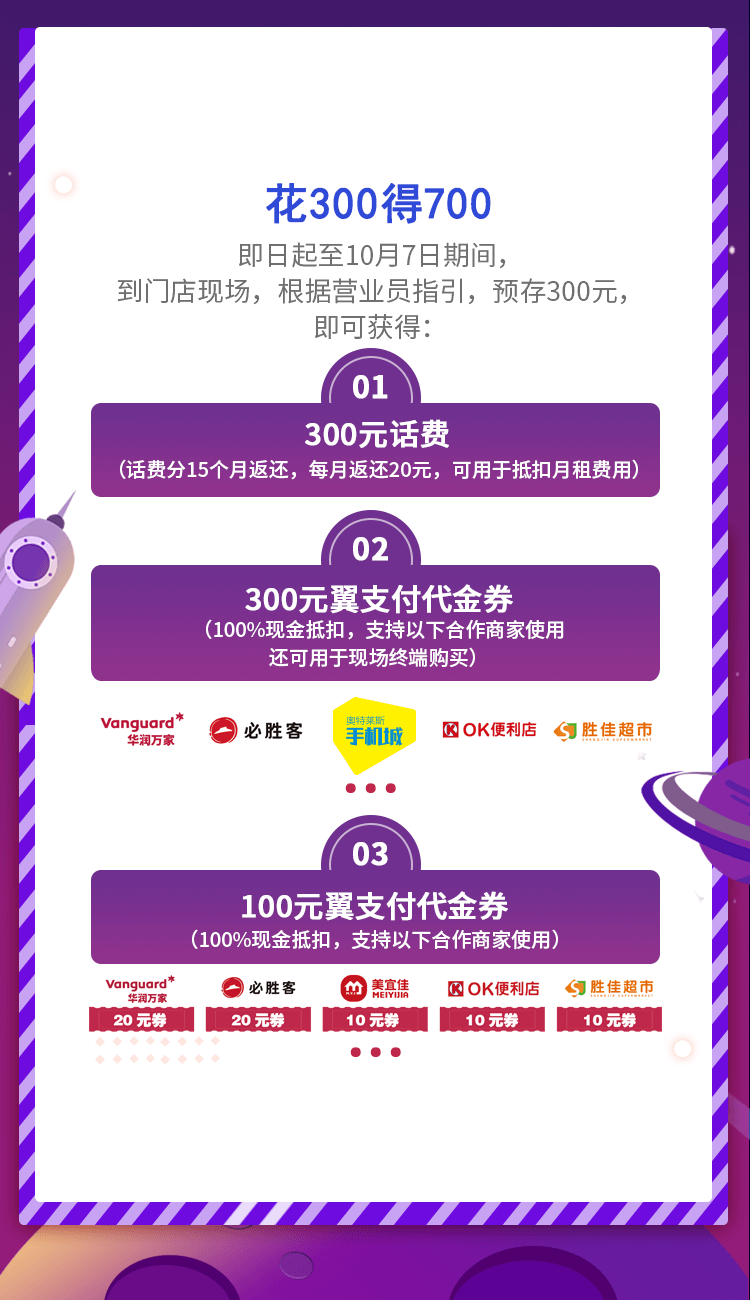 花300得700
即日起至10月7日期间，
到门店现场，根据营业员指引，预存300元，
即可获得：
01
300元话费
（话费分15个月返还，每月返还20元，可用于抵扣月租费用）
02
300元翼支付代金券
（100%现金抵扣，支持以下合作商家使用
还可用于现场终端购买）
Vanguard
华润万家
必胜客
奥特莱斯
手机城
OK便利店
胜佳超市
SHENGJIA SUPERMARKET
03
100元翼支付代金券
（100%现金抵扣，支持以下合作商家使用）
Vanguard
华润万家
必胜客
美宜佳
MEIYIJIA
OK便利店
胜佳超市
SHENGJIA SUPERMARKET
20 元券
20 元券
10 元券
10 元券
10 元券